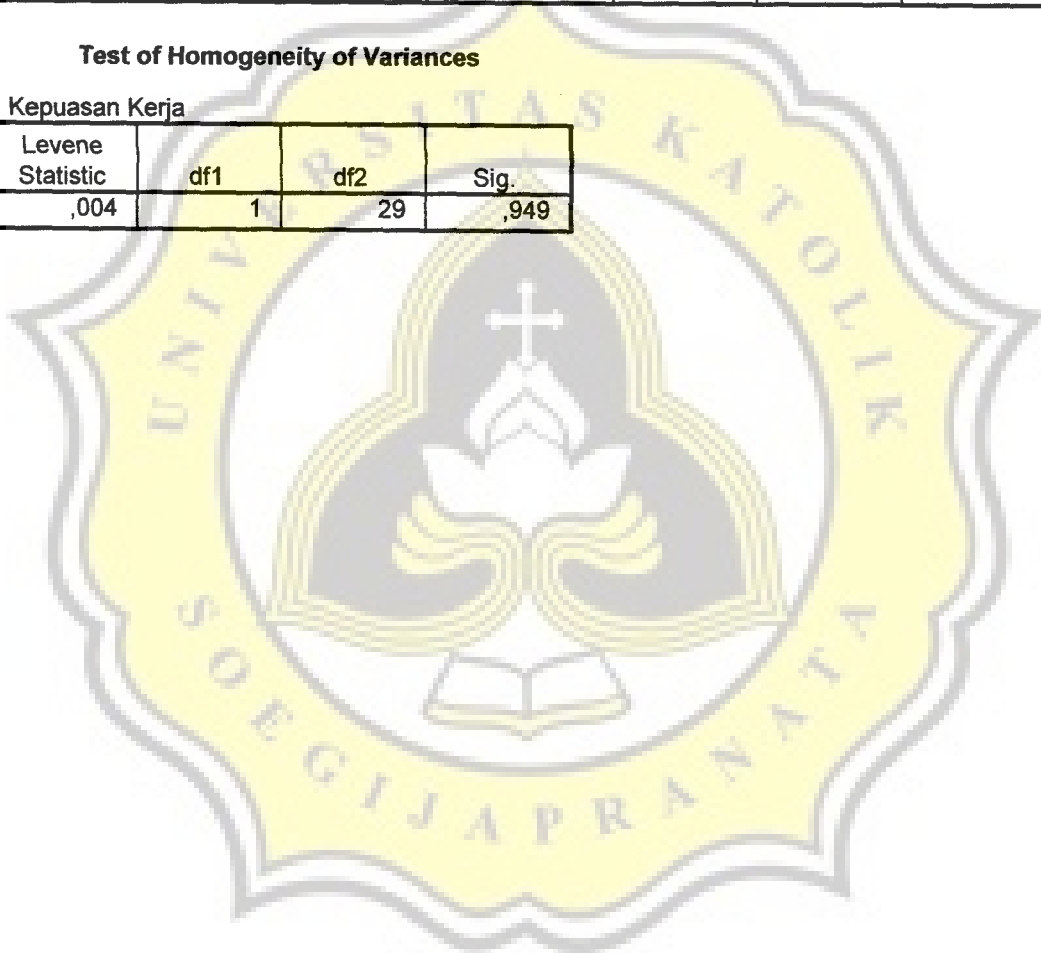 Test of Homogeneity of Variances
Kepuasan Kerja
Levene Statistic df1 df2 Sig.
,004 1 29 ,949
UNIVERSITAS KATOLIK
SOEGIJAPRANATA